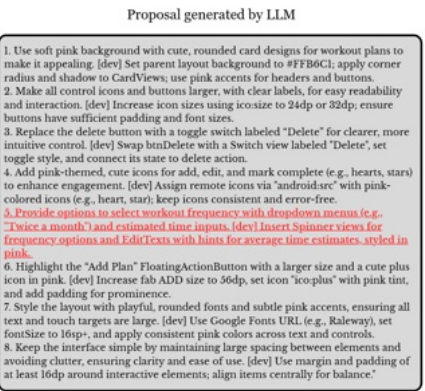 Proposal generated by LLM
1. Use soft pink background with cute, rounded card designs for workout plans to
make it appealing. [dev] Set parent layout background to #FFB6C1; apply corner
radius and shadow to CardViews; use pink accents for headers and buttons.
2. Make all control icons and buttons larger, with clear labels, for easy readability
and interaction. [dev] Increase icon sizes using ico:size to 24dp or 32dp; ensure
buttons have sufficient padding and font sizes.
3. Replace the delete button with a toggle switch labeled “Delete” for clearer, more
intuitive control. [dev] Swap btnDelete with a Switch view labeled "Delete", set
toggle style, and connect its state to delete action.
4. Add pink-themed, cute icons for add, edit, and mark complete (e.g., hearts, stars)
to enhance engagement. [dev] Assign remote icons via "android:src" with pink-
colored icons (e.g., heart, star); keep icons consistent and error-free.
5. Provide options to select workout frequency with dropdown menus (e.g.,
"Twice a month") and estimated time inputs. [dev] Insert Spinner views for
frequency options and EditTexts with hints for average time estimates, styled in
pink.
6. Highlight the “Add Plan” FloatingActionButton with a larger size and a cute plus
icon in pink. [dev] Increase fab ADD size to 56dp, set icon "ico:plus" with pink tint,
and add padding for prominence.
7. Style the layout with playful, rounded fonts and subtle pink accents, ensuring all
text and touch targets are large. [dev] Use Google Fonts URL (e.g., Raleway), set
fontSize to 16sp+, and apply consistent pink colors across text and controls.
8. Keep the interface simple by maintaining large spacing between elements and
avoiding clutter, ensuring clarity and ease of use. [dev] Use margin and padding of
at least 16dp around interactive elements; align items centrally for balance."